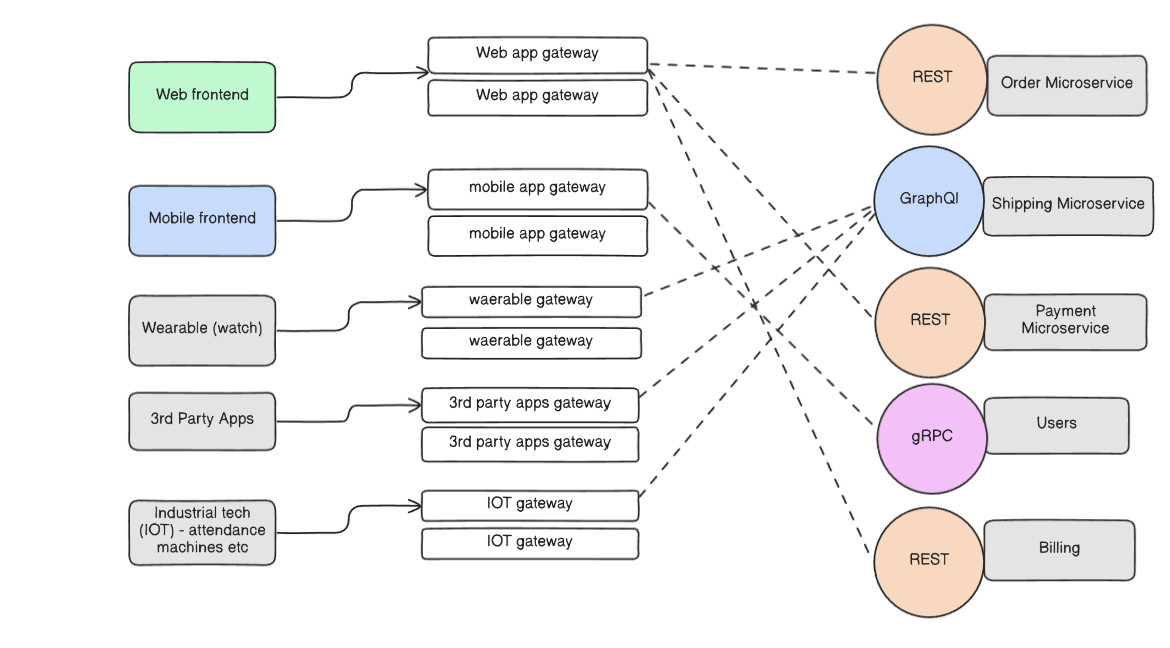 Web frontend
Web app gateway
Web app gateway
REST
Order Microservice
Mobile frontend
mobile app gateway
mobile app gateway
GraphQl
Shipping Microservice
Wearable (watch)
waerable gateway
waerable gateway
REST
Payment
Microservice
3rd Party Apps
3rd party apps gateway
3rd party apps gateway
gRPC
Users
Industrial tech
(IOT) - attendance
machines etc
IOT gateway
IOT gateway
REST
Billing